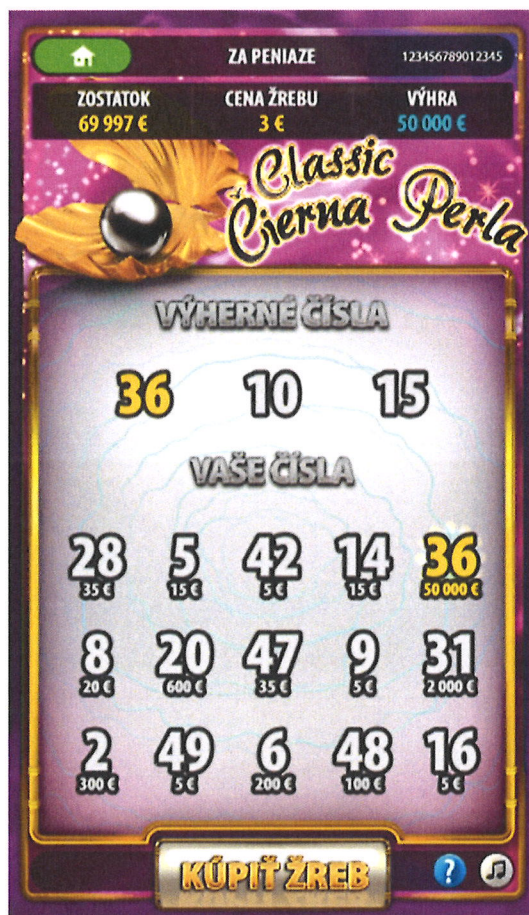 ZA PENIAZE 123456789012345
ZOSTATOK CENA ŽREBU VÝHRA
69 997 € 3 € 50 000 €
Classic
Čierna Perla
VÝHERNÉ ČÍSLA
36 10 15
VAŠE ČÍSLA
28 5 42 14 36
35 € 15 € 5 € 15 € 50 000 €
8 20 47 9 31
20 € 600 € 35 € 5 € 2 000 €
2 49 6 48 16
300 € 5 € 200 € 100 € 5 €
KÚPIŤ ŽREB ?